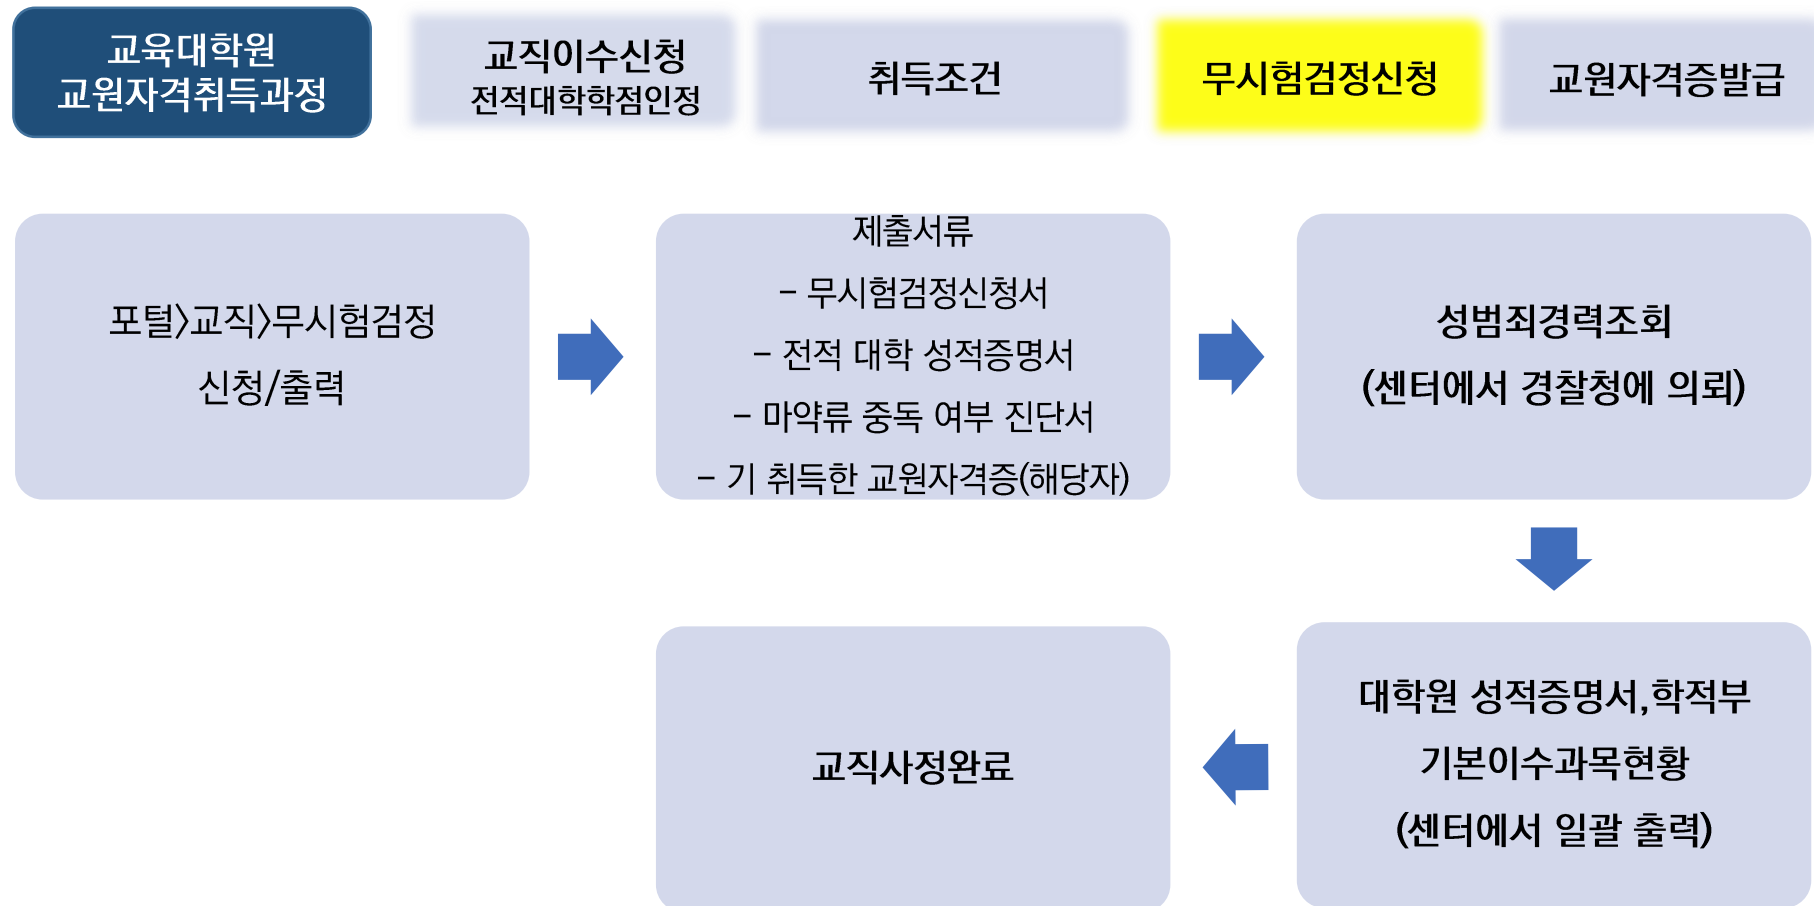 교육대학원
교원자격취득과정
교직이수신청
전적대학학점인정
취득조건
무시험검정신청
교원자격증발급
포털>교직>무시험검정
신청/출력
제출서류
- 무시험검정신청서
- 전적 대학 성적증명서
- 마약류 중독 여부 진단서
- 기 취득한 교원자격증(해당자)
성범죄경력조회
(센터에서 경찰청에 의뢰)
대학원 성적증명서,학적부
기본이수과목현황
(센터에서 일괄 출력)
교직사정완료